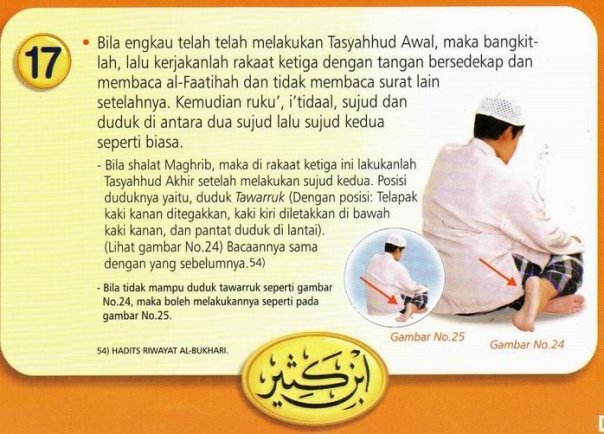 17
• Bila engkau telah telah melakukan Tasyahhud Awal, maka bangkit-
lah, lalu kerjakanlah rakaat ketiga dengan tangan bersedekap dan
membaca al-Faatihah dan tidak membaca surat lain
setelahnya. Kemudian ruku', i'tidaal, sujud dan
duduk di antara dua sujud lalu sujud kedua
seperti biasa.
- Bila shalat Maghrib, maka di rakaat ketiga ini lakukanlah
Tasyahhud Akhir setelah melakukan sujud kedua. Posisi
duduknya yaitu, duduk Tawarruk (Dengan posisi: Telapak
kaki kanan ditegakkan, kaki kiri diletakkan di bawah
kaki kanan, dan pantat duduk di lantai).
(Lihat gambar No.24) Bacaannya sama
dengan yang sebelumnya.54)
- Bila tidak mampu duduk tawarruk seperti gambar
No.24, maka boleh melakukannya seperti pada
gambar No.25.
Gambar No.25
Gambar No.24
54) HADITS RIWAYAT AL-BUKHARI.
ابن كثير